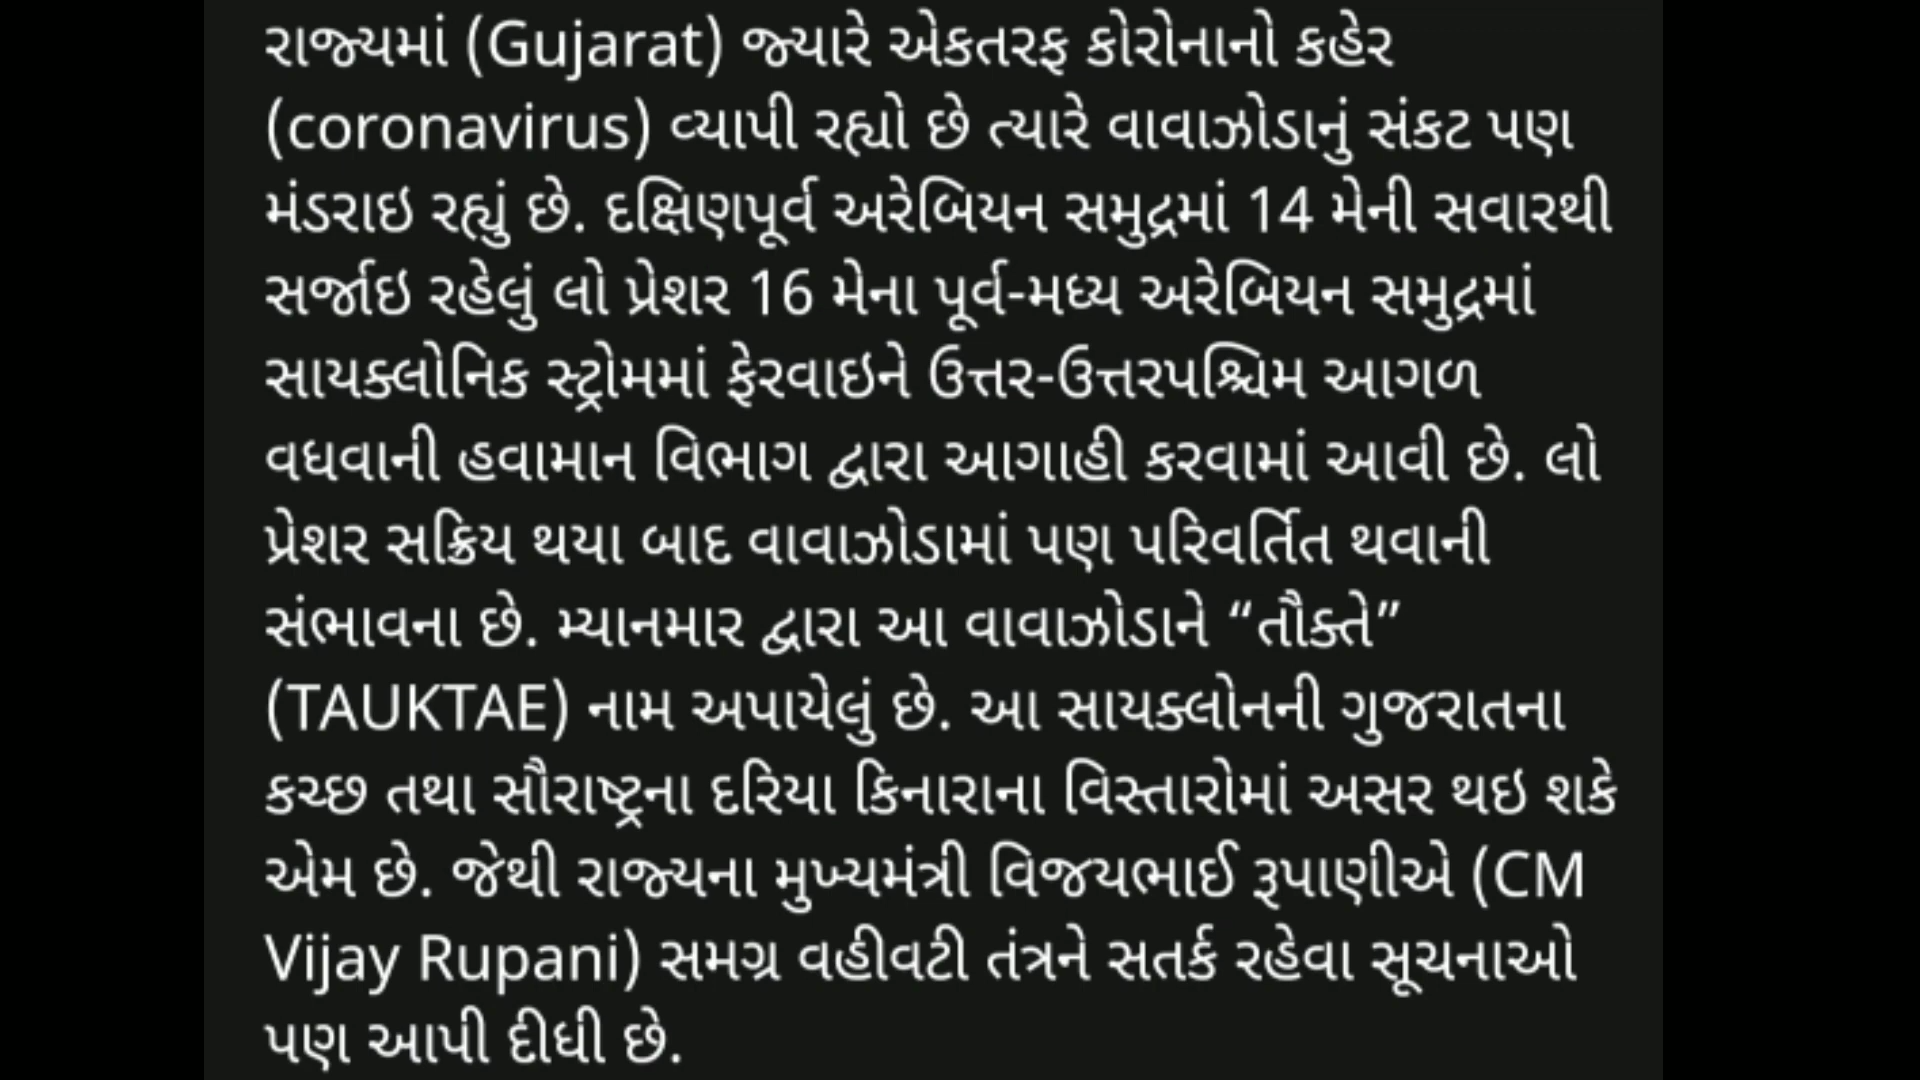 રાજ્યમાં (Gujarat) જ્યારે એકતરફ કોરોનાનો કહેર
(coronavirus) વ્યાપી રહ્યો છે ત્યારે વાવાઝોડાનું સંકટ પણ
મંડરાઇ રહ્યું છે. દક્ષિણપૂર્વ અરેબિયન સમુદ્રમાં 14 મેની સવારથી
સર્જાઇ રહેલું લો પ્રેશર 16 મેના પૂર્વ-મધ્ય અરેબિયન સમુદ્રમાં
સાયક્લોનિક સ્ટ્રોમમાં ફેરવાઇને ઉત્તર-ઉત્તરપશ્ચિમ આગળ
વધવાની હવામાન વિભાગ દ્વારા આગાહી કરવામાં આવી છે. લો
પ્રેશર સક્રિય થયા બાદ વાવાઝોડામાં પણ પરિવર્તિત થવાની
સંભાવના છે. મ્યાનમાર દ્વારા આ વાવાઝોડાને “તૌક્તે”
(TAUKTAE) નામ અપાયેલું છે. આ સાયક્લોનની ગુજરાતના
કચ્છ તથા સૌરાષ્ટ્રના દરિયા કિનારાના વિસ્તારોમાં અસર થઇ શકે
એમ છે. જેથી રાજ્યના મુખ્યમંત્રી વિજયભાઈ રૂપાણીએ (CM
Vijay Rupani) સમગ્ર વહીવટી તંત્રને સતર્ક રહેવા સૂચનાઓ
પણ આપી દીધી છે.